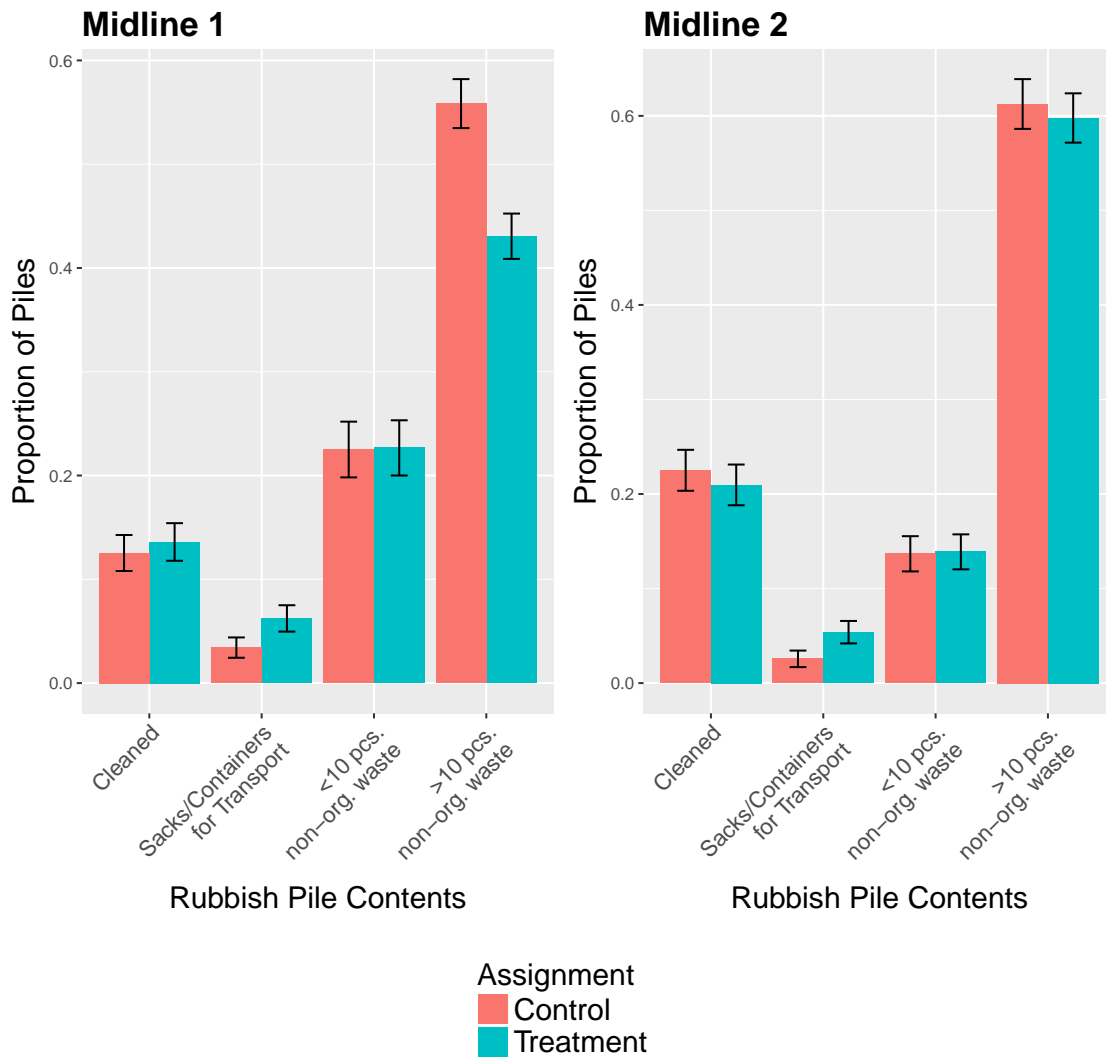 Midline 1
Proportion of Piles
0.6
0.4
0.2
0.0
Cleaned
Sacks/Containers
for Transport
<10 pcs.
non−org. waste
>10 pcs.
non−org. waste
Rubbish Pile Contents
Midline 2
Proportion of Piles
0.6
0.4
0.2
0.0
Cleaned
Sacks/Containers
for Transport
<10 pcs.
non−org. waste
>10 pcs.
non−org. waste
Rubbish Pile Contents
Assignment
Control
Treatment